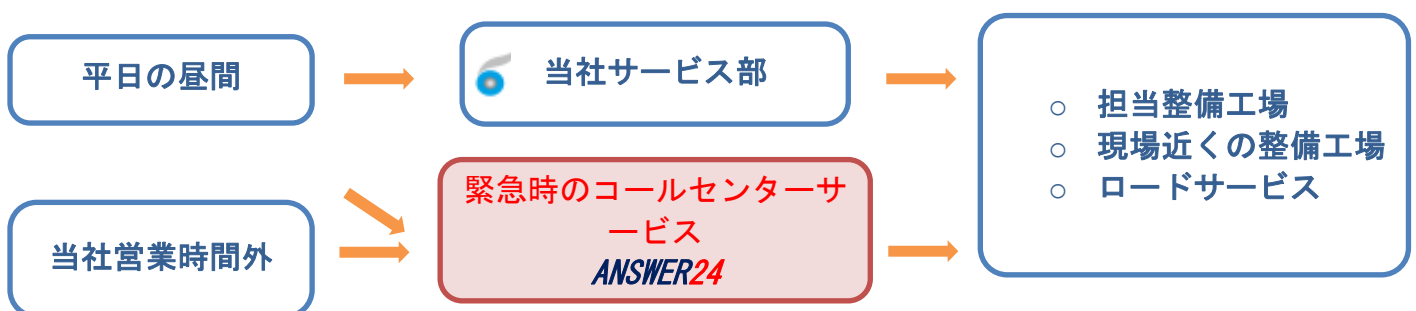 平日の昼間
当社サービス部
担当整備工場
現場近くの整備工場
ロードサービス
当社営業時間外
緊急時のコールセンターサ
ービス
ANSWER24